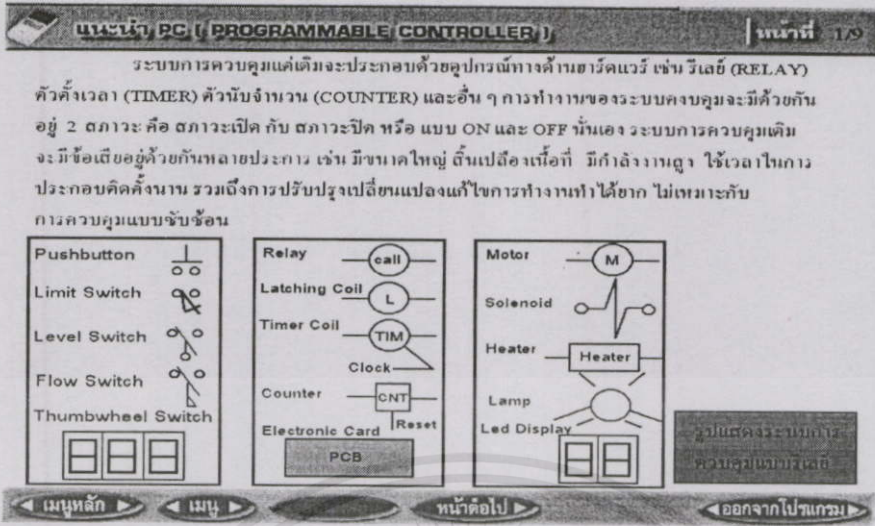 แนะนำ PC ( PROGRAMMABLE CONTROLLER ) หน้าที่ 1/9
ระบบการควบคุมแต่เดิมจะประกอบด้วยอุปกรณ์ทางด้านฮาร์ดแวร์ เช่น รีเลย์ (RELAY)
ตัวตั้งเวลา (TIMER) ตัวนับจำนวน (COUNTER) และอื่น ๆ การทำงานของระบบควบคุมจะมีด้วยกัน
อยู่ 2 สภาวะ คือ สภาวะเปิด กับ สภาวะปิด หรือ แบบ ON และ OFF นั่นเอง ระบบการควบคุมเดิม
จะมีข้อเสียอยู่ด้วยกันหลายประการ เช่น มีขนาดใหญ่ สิ้นเปลืองเนื้อที่ มีกำลังงานสูง ใช้เวลาในการ
ประกอบติดตั้งนาน รวมถึงการปรับปรุงเปลี่ยนแปลงแก้ไขการทำงานทำได้ยาก ไม่เหมาะกับ
การควบคุมแบบซับซ้อน
Pushbutton
Limit Switch
Level Switch
Flow Switch
Thumbwheel Switch
Relay call
Latching Coil L
Timer Coil TIM
Clock
Counter CNT
Reset
Electronic Card
PCB
Motor M
Solenoid
Heater Heater
Lamp
Led Display
รูปแสดงระบบการ
ควบคุมแบบรีเลย์
เมนูหลัก เมนู หน้าต่อไป ออกจากโปรแกรม